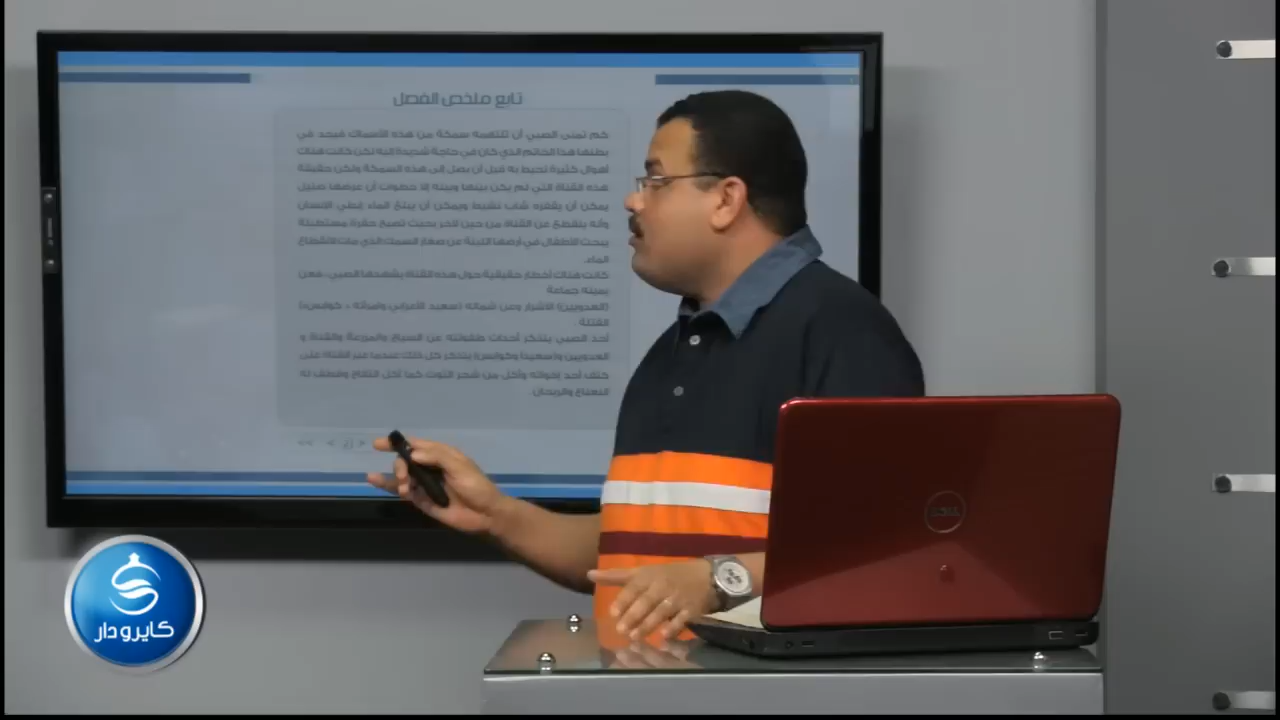 تابع ملخص الفصل
كم تمنى الصبي أن تلتهمه سمكة من هذه الأسماك فيجد في
بطنها هذا الخاتم الذي كان في حاجة شديدة إليه لكن كانت هناك
أهوال كثيرة تحيط به قبل أن يصل إلى هذه السمكة ولكن حقيقة
هذه القناة التي لم يكن بينها وبينه إلا خطوات أن عرضها ضئيل
يمكن أن يقفزه شاب نشيط ويمكن أن يبلغ الماء إبطي الإنسان
وأنه ينقطع عن القناة من حين لآخر بحيث تصبح حفرة مستطيلة
يبحث الأطفال في أرضها اللينة عن صغار السمك الذي مات لانقطاع
الماء.
كانت هناك أخطار حقيقية حول هذه القناة يشهدها الصبي، فعن
يمينه جماعة
(العدويين) الأشرار وعن شماله (سعيد الأعرابي وامرأته « كوابس»)
القتلة .
أخذ الصبي يتذكر أحداث طفولته عن السياج والمزرعة والقناة و
العدويين و(سعيدا وكوابس) يتذكر كل ذلك عندما عبر القناة على
كتف أحد إخوانه وأكل من شجر التوت كما أكل التفاح وقطف له
النعناع والريحان.
كايرو دار
DELL